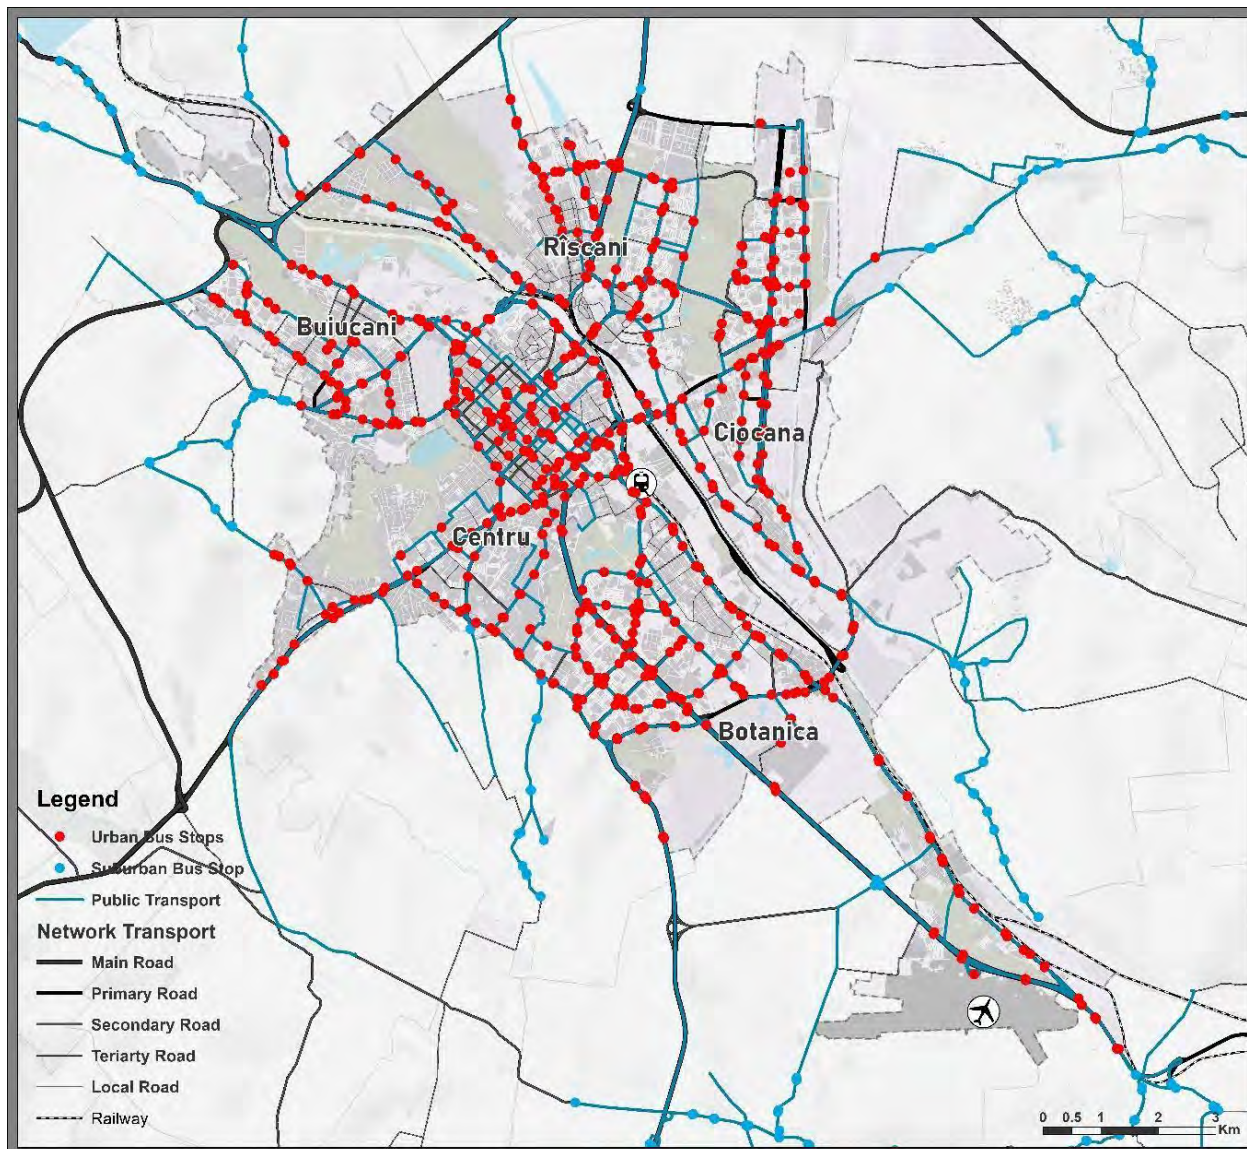 Rîscani
Buiucani
Ciocana
Centru
Botanica
Legend
Urban Bus Stops
Suburban Bus Stop
Public Transport
Network Transport
Main Road
Primary Road
Secondary Road
Teriarty Road
Local Road
Railway
0 0.5 1 2 3
Km